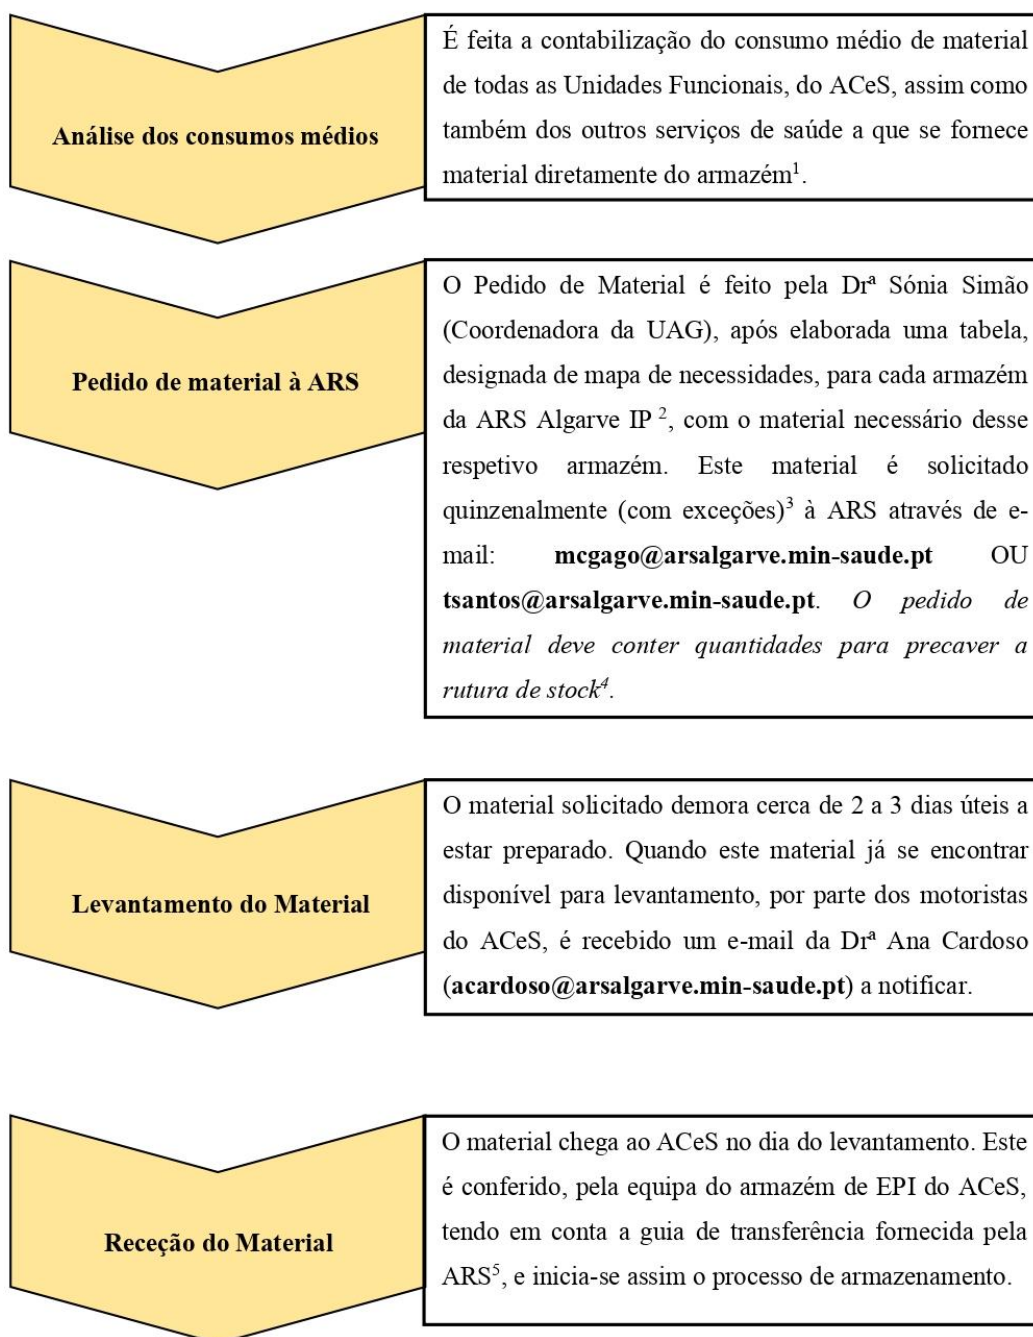 Análise dos consumos médios
É feita a contabilização do consumo médio de material
de todas as Unidades Funcionais, do ACeS, assim como
também dos outros serviços de saúde a que se fornece
material diretamente do armazém¹.
Pedido de material à ARS
O Pedido de Material é feito pela Drª Sónia Simão
(Coordenadora da UAG), após elaborada uma tabela,
designada de mapa de necessidades, para cada armazém
da ARS Algarve IP ², com o material necessário desse
respetivo armazém. Este material é solicitado
quinzenalmente (com exceções)³ à ARS através de e-
mail: mcgago@arsalgarve.min-saude.pt OU
tsantos@arsalgarve.min-saude.pt. O pedido de
material deve conter quantidades para precaver a
rutura de stock⁴.
Levantamento do Material
O material solicitado demora cerca de 2 a 3 dias úteis a
estar preparado. Quando este material já se encontrar
disponível para levantamento, por parte dos motoristas
do ACeS, é recebido um e-mail da Drª Ana Cardoso
(acardoso@arsalgarve.min-saude.pt) a notificar.
Receção do Material
O material chega ao ACeS no dia do levantamento. Este
é conferido, pela equipa do armazém de EPI do ACeS,
tendo em conta a guia de transferência fornecida pela
ARS⁵, e inicia-se assim o processo de armazenamento.